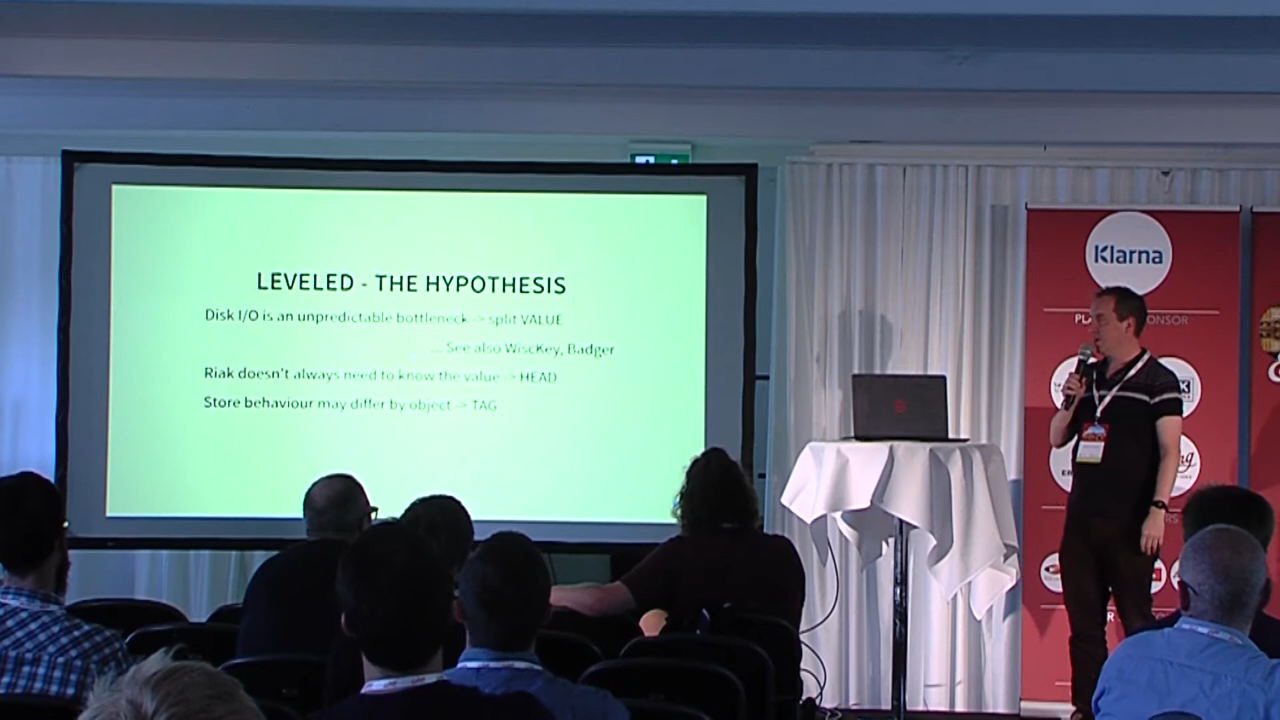 LEVELED - THE HYPOTHESIS
Disk I/O is an unpredictable bottleneck -> split VALUE
... See also WiscKey, Badger
Riak doesn't always need to know the value -> HEAD
Store behaviour may differ by object -> TAG
Klarna